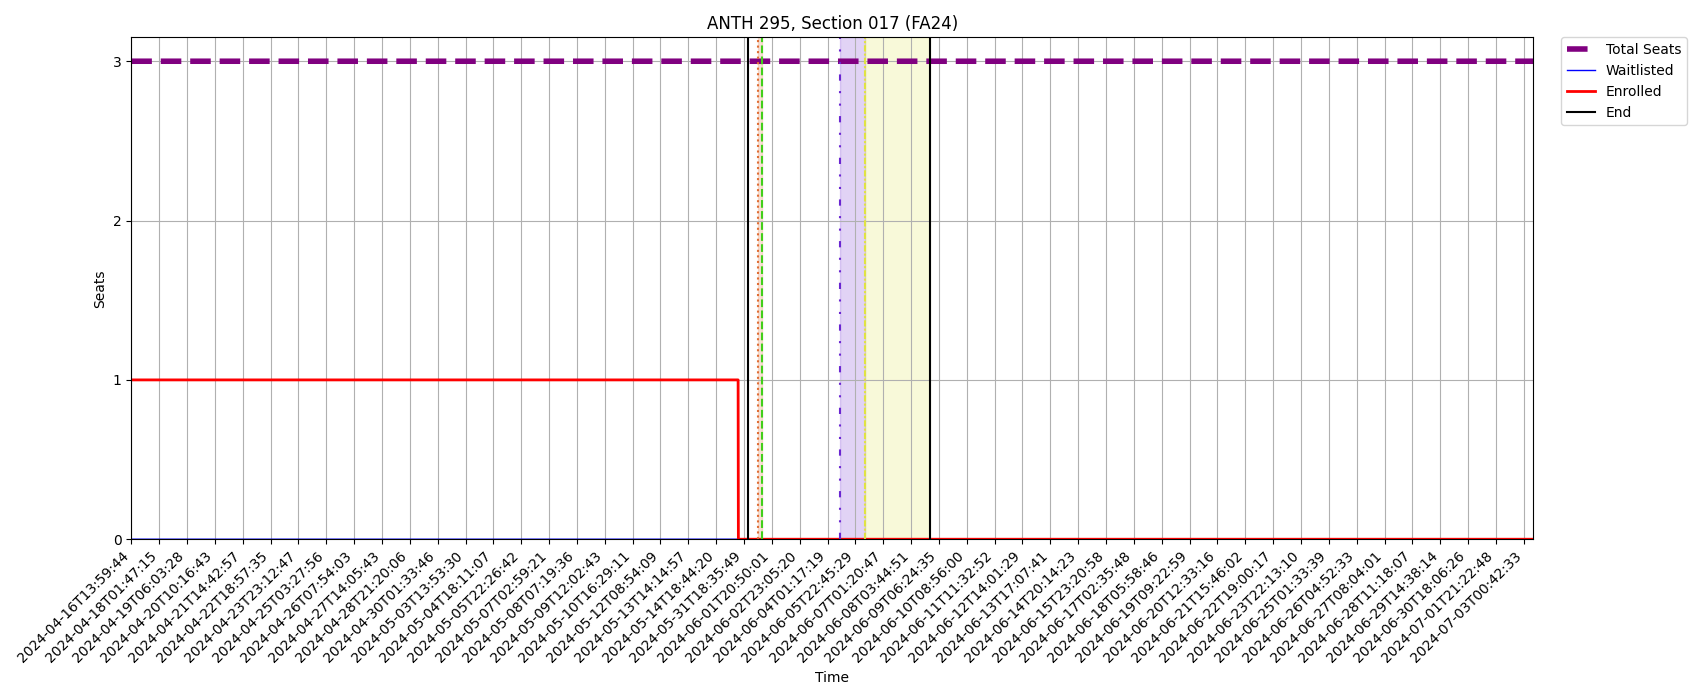 ANTH 295, Section 017 (FA24)
Total Seats
Waitlisted
Enrolled
End
3
2
1
0
Seats
2024-04-16T13:59:44
2024-04-18T01:47:15
2024-04-19T06:03:28
2024-04-20T10:16:43
2024-04-21T14:42:57
2024-04-22T18:57:35
2024-04-23T23:12:47
2024-04-25T03:27:56
2024-04-26T07:54:03
2024-04-27T14:05:43
2024-04-28T21:20:06
2024-04-30T01:33:46
2024-05-03T13:53:30
2024-05-04T18:11:07
2024-05-05T22:26:42
2024-05-07T02:59:21
2024-05-08T07:19:36
2024-05-09T12:02:43
2024-05-10T16:29:11
2024-05-12T08:54:09
2024-05-13T14:14:57
2024-05-14T18:44:20
2024-05-31T18:35:49
2024-06-01T20:50:01
2024-06-02T23:05:20
2024-06-04T01:17:19
2024-06-05T22:45:29
2024-06-07T01:20:47
2024-06-08T03:44:51
2024-06-09T06:24:35
2024-06-10T08:56:00
2024-06-11T11:32:52
2024-06-12T14:01:29
2024-06-13T17:07:41
2024-06-14T20:14:23
2024-06-15T23:20:58
2024-06-17T02:35:48
2024-06-18T05:58:46
2024-06-19T09:22:59
2024-06-20T12:33:16
2024-06-21T15:46:02
2024-06-22T19:00:17
2024-06-23T22:13:10
2024-06-25T01:33:39
2024-06-26T04:52:33
2024-06-27T08:04:01
2024-06-28T11:18:07
2024-06-29T14:38:14
2024-06-30T18:06:26
2024-07-01T21:22:48
2024-07-03T00:42:33
Time